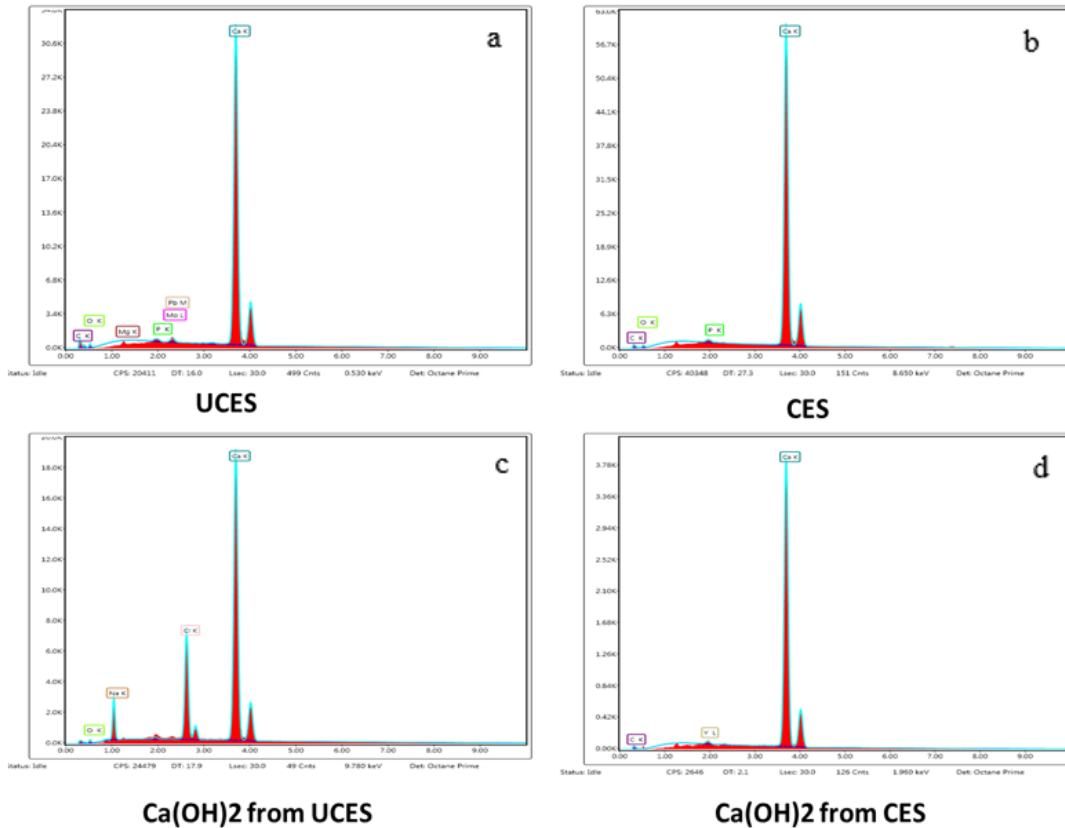 a
Ca K
30.6K
27.2K
23.8K
20.4K
17.0K
13.6K
10.2K
6.8K
3.4K
0.0K
Pb M
Mo L
O K
C K
Mg K
P K
0.00 1.00 2.00 3.00 4.00 5.00 6.00 7.00 8.00 9.00
Status: Idle CPS: 20411 DT: 16.0 Lsec: 30.0 499 Cnts 0.530 keV Det: Octane Prime
UCES
b
Ca K
63.0K
56.7K
50.4K
44.1K
37.8K
31.5K
25.2K
18.9K
12.6K
6.3K
0.0K
O K
C K
P K
0.00 1.00 2.00 3.00 4.00 5.00 6.00 7.00 8.00 9.00
Status: Idle CPS: 40348 DT: 27.3 Lsec: 30.0 151 Cnts 8.650 keV Det: Octane Prime
CES
c
Ca K
18.0K
16.0K
14.0K
12.0K
10.0K
8.0K
6.0K
4.0K
2.0K
0.0K
Cl K
Na K
O K
0.00 1.00 2.00 3.00 4.00 5.00 6.00 7.00 8.00 9.00
Status: Idle CPS: 24479 DT: 17.9 Lsec: 30.0 49 Cnts 9.780 keV Det: Octane Prime
Ca(OH)2 from UCES
d
Ca K
3.78K
3.36K
2.94K
2.52K
2.10K
1.68K
1.26K
0.84K
0.42K
0.00K
C K
Y L
0.00 1.00 2.00 3.00 4.00 5.00 6.00 7.00 8.00 9.00
Status: Idle CPS: 2646 DT: 2.1 Lsec: 30.0 126 Cnts 1.960 keV Det: Octane Prime
Ca(OH)2 from CES